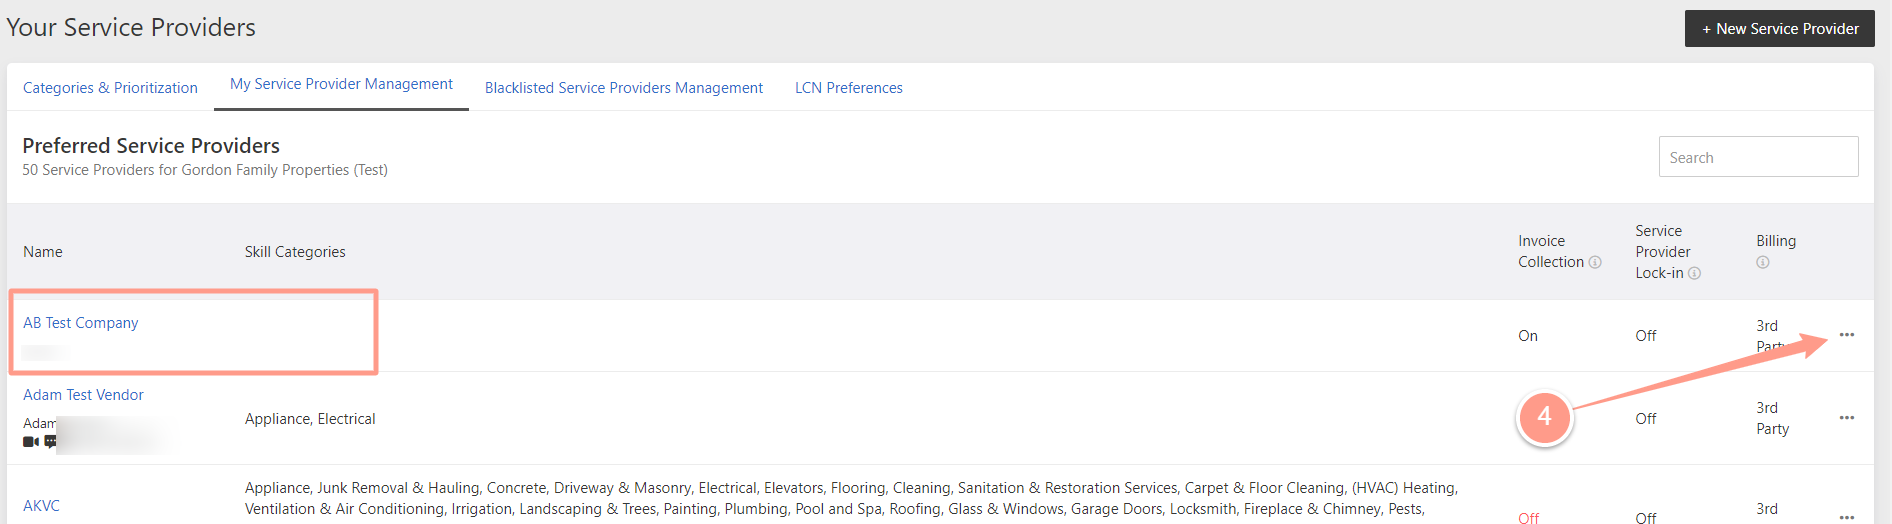 Your Service Providers
+ New Service Provider
Categories & Prioritization
My Service Provider Management
Blacklisted Service Providers Management
LCN Preferences
Preferred Service Providers
50 Service Providers for Gordon Family Properties (Test)
Search
Name
Skill Categories
Invoice
Collection
Service
Provider
Lock-in
Billing
AB Test Company
On
Off
3rd
Party
Adam Test Vendor
Adam
Appliance, Electrical
4
Off
3rd
Party
AKVC
Appliance, Junk Removal & Hauling, Concrete, Driveway & Masonry, Electrical, Elevators, Flooring, Cleaning, Sanitation & Restoration Services, Carpet & Floor Cleaning, (HVAC) Heating,
Ventilation & Air Conditioning, Irrigation, Landscaping & Trees, Painting, Plumbing, Pool and Spa, Roofing, Glass & Windows, Garage Doors, Locksmith, Fireplace & Chimney, Pests,
Off
Off
3rd